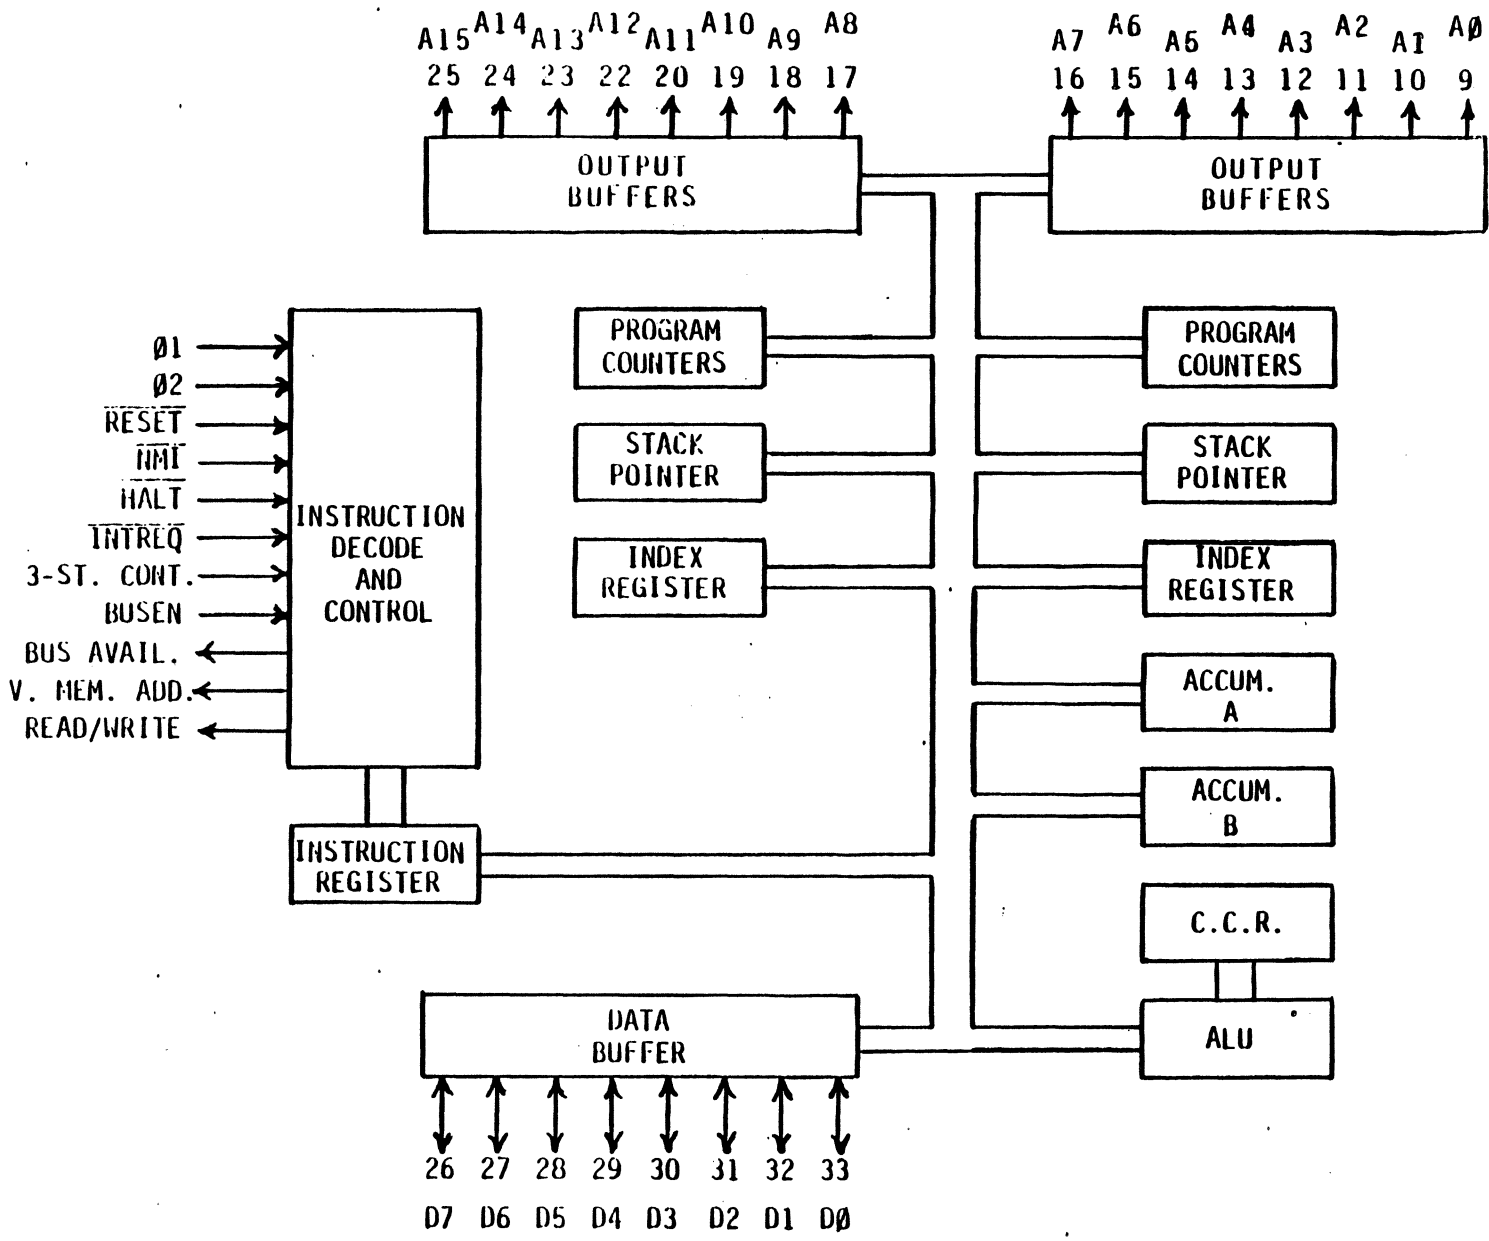 A15 A14 A13 A12 A11 A10 A9 A8
25 24 23 22 20 19 18 17
A7 A6 A5 A4 A3 A2 A1 AØ
16 15 14 13 12 11 10 9
OUTPUT
BUFFERS
OUTPUT
BUFFERS
Ø1
Ø2
RESET
NMI
HALT
INTREQ
3-ST. CONT.
BUSEN
BUS AVAIL.
V. MEM. ADD.
READ/WRITE
INSTRUCTION
DECODE
AND
CONTROL
PROGRAM
COUNTERS
STACK
POINTER
INDEX
REGISTER
PROGRAM
COUNTERS
STACK
POINTER
INDEX
REGISTER
ACCUM.
A
ACCUM.
B
INSTRUCTION
REGISTER
C.C.R.
ALU
DATA
BUFFER
26 27 28 29 30 31 32 33
D7 D6 D5 D4 D3 D2 D1 DØ